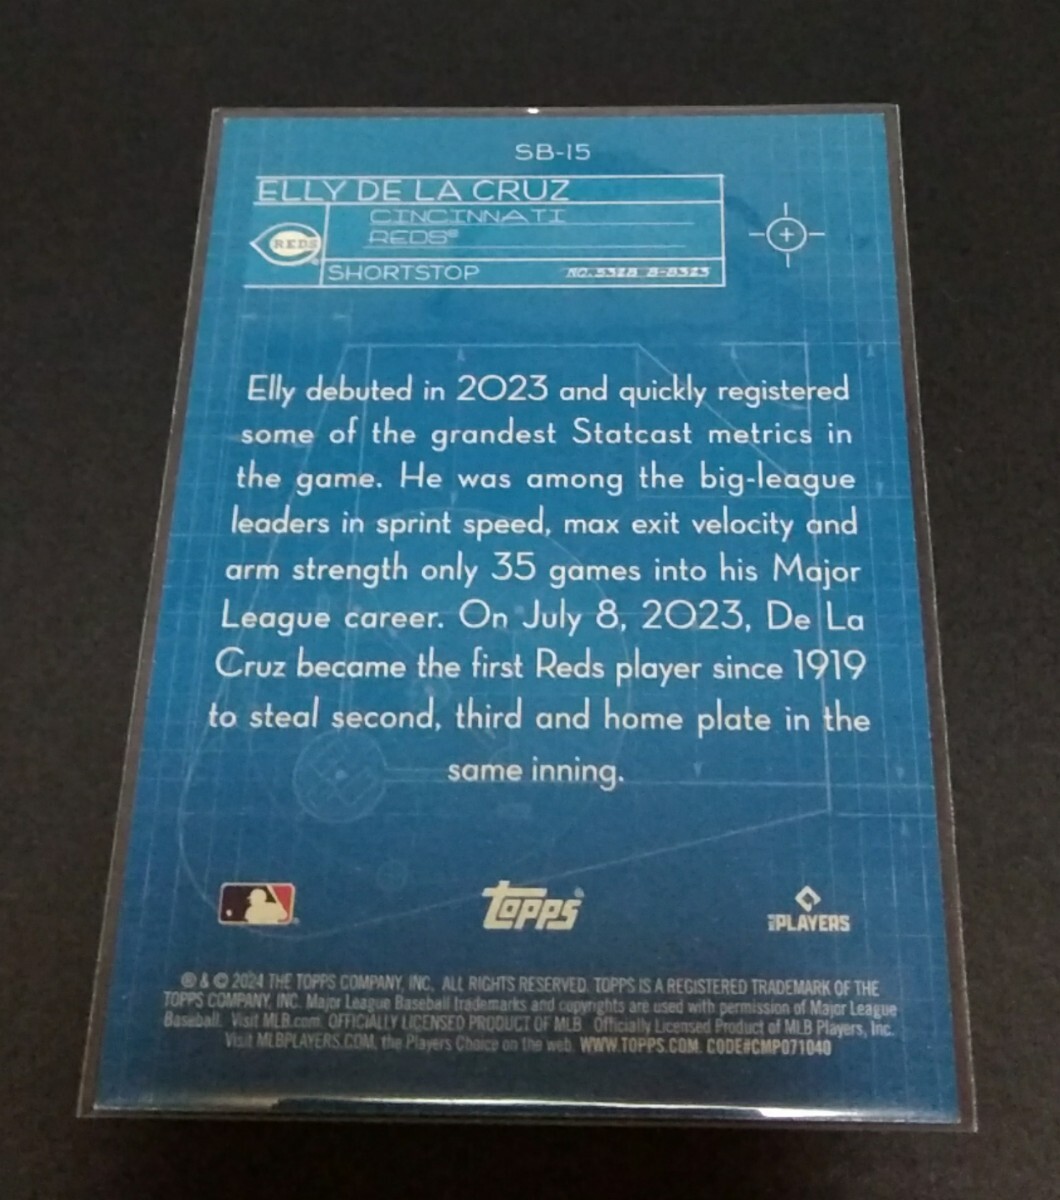 SB-15
ELLY DE LA CRUZ
CINCINNATI
REDS®
REDS
SHORTSTOP
Elly debuted in 2023 and quickly registered
some of the grandest Statcast metrics in
the game. He was among the big-league
leaders in sprint speed, max exit velocity and
arm strength only 35 games into his Major
League career. On July 8, 2023, De La
Cruz became the first Reds player since 1919
to steal second, third and home plate in the
same inning.
Topps
MLB PLAYERS
® & © 2024 THE TOPPS COMPANY, INC. ALL RIGHTS RESERVED. TOPPS IS A REGISTERED TRADEMARK OF THE
TOPPS COMPANY, INC. Major League Baseball trademarks and copyrights are used with permission of Major League
Baseball. Visit MLB.com. OFFICIALLY LICENSED PRODUCT OF MLB Officially Licensed Product of MLB Players, Inc.
Visit MLBPLAYERS.COM, the Players Choice on the web. WWW.TOPPS.COM. CODE#CMP071040